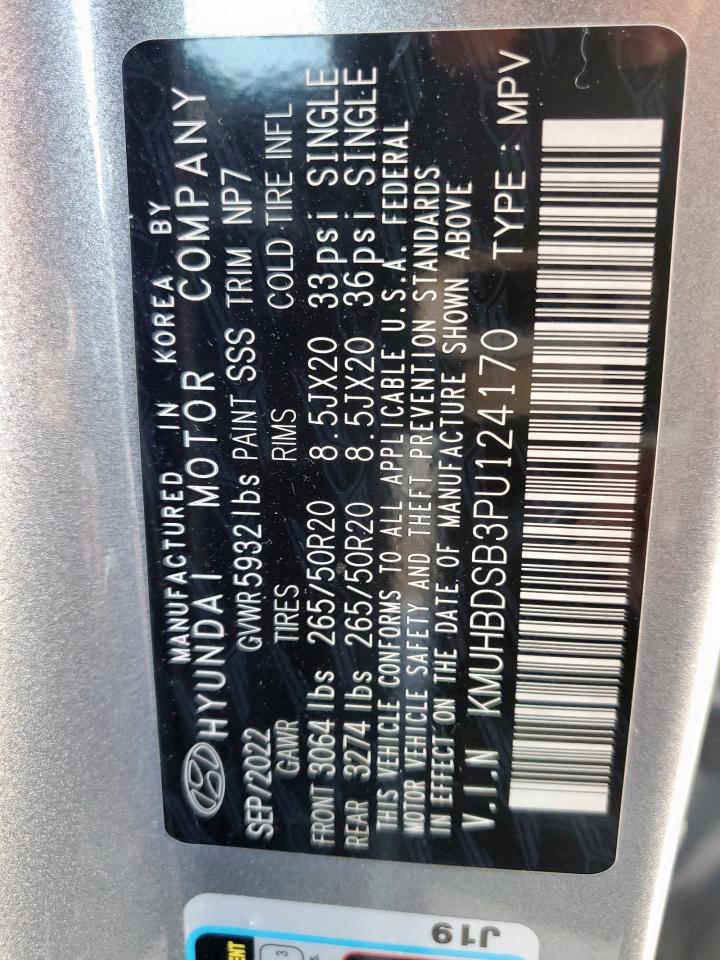 MANUFACTURED IN KOREA BY
HYUNDAI MOTOR COMPANY
SEP/2022 GVWR5932 lbs PAINT SSS TRIM NP7
GAWR TIRES RIMS COLD TIRE INFL
FRONT 3064 lbs 265/50R20 8.5JX20 33psi SINGLE
REAR 3274 lbs 265/50R20 8.5JX20 36psi SINGLE
THIS VEHICLE CONFORMS TO ALL APPLICABLE U.S.A. FEDERAL
MOTOR VEHICLE SAFETY AND THEFT PREVENTION STANDARDS
IN EFFECT ON THE DATE OF MANUFACTURE SHOWN ABOVE
V.I.N KMUHBDSB3PU124170 TYPE : MPV
J19
3